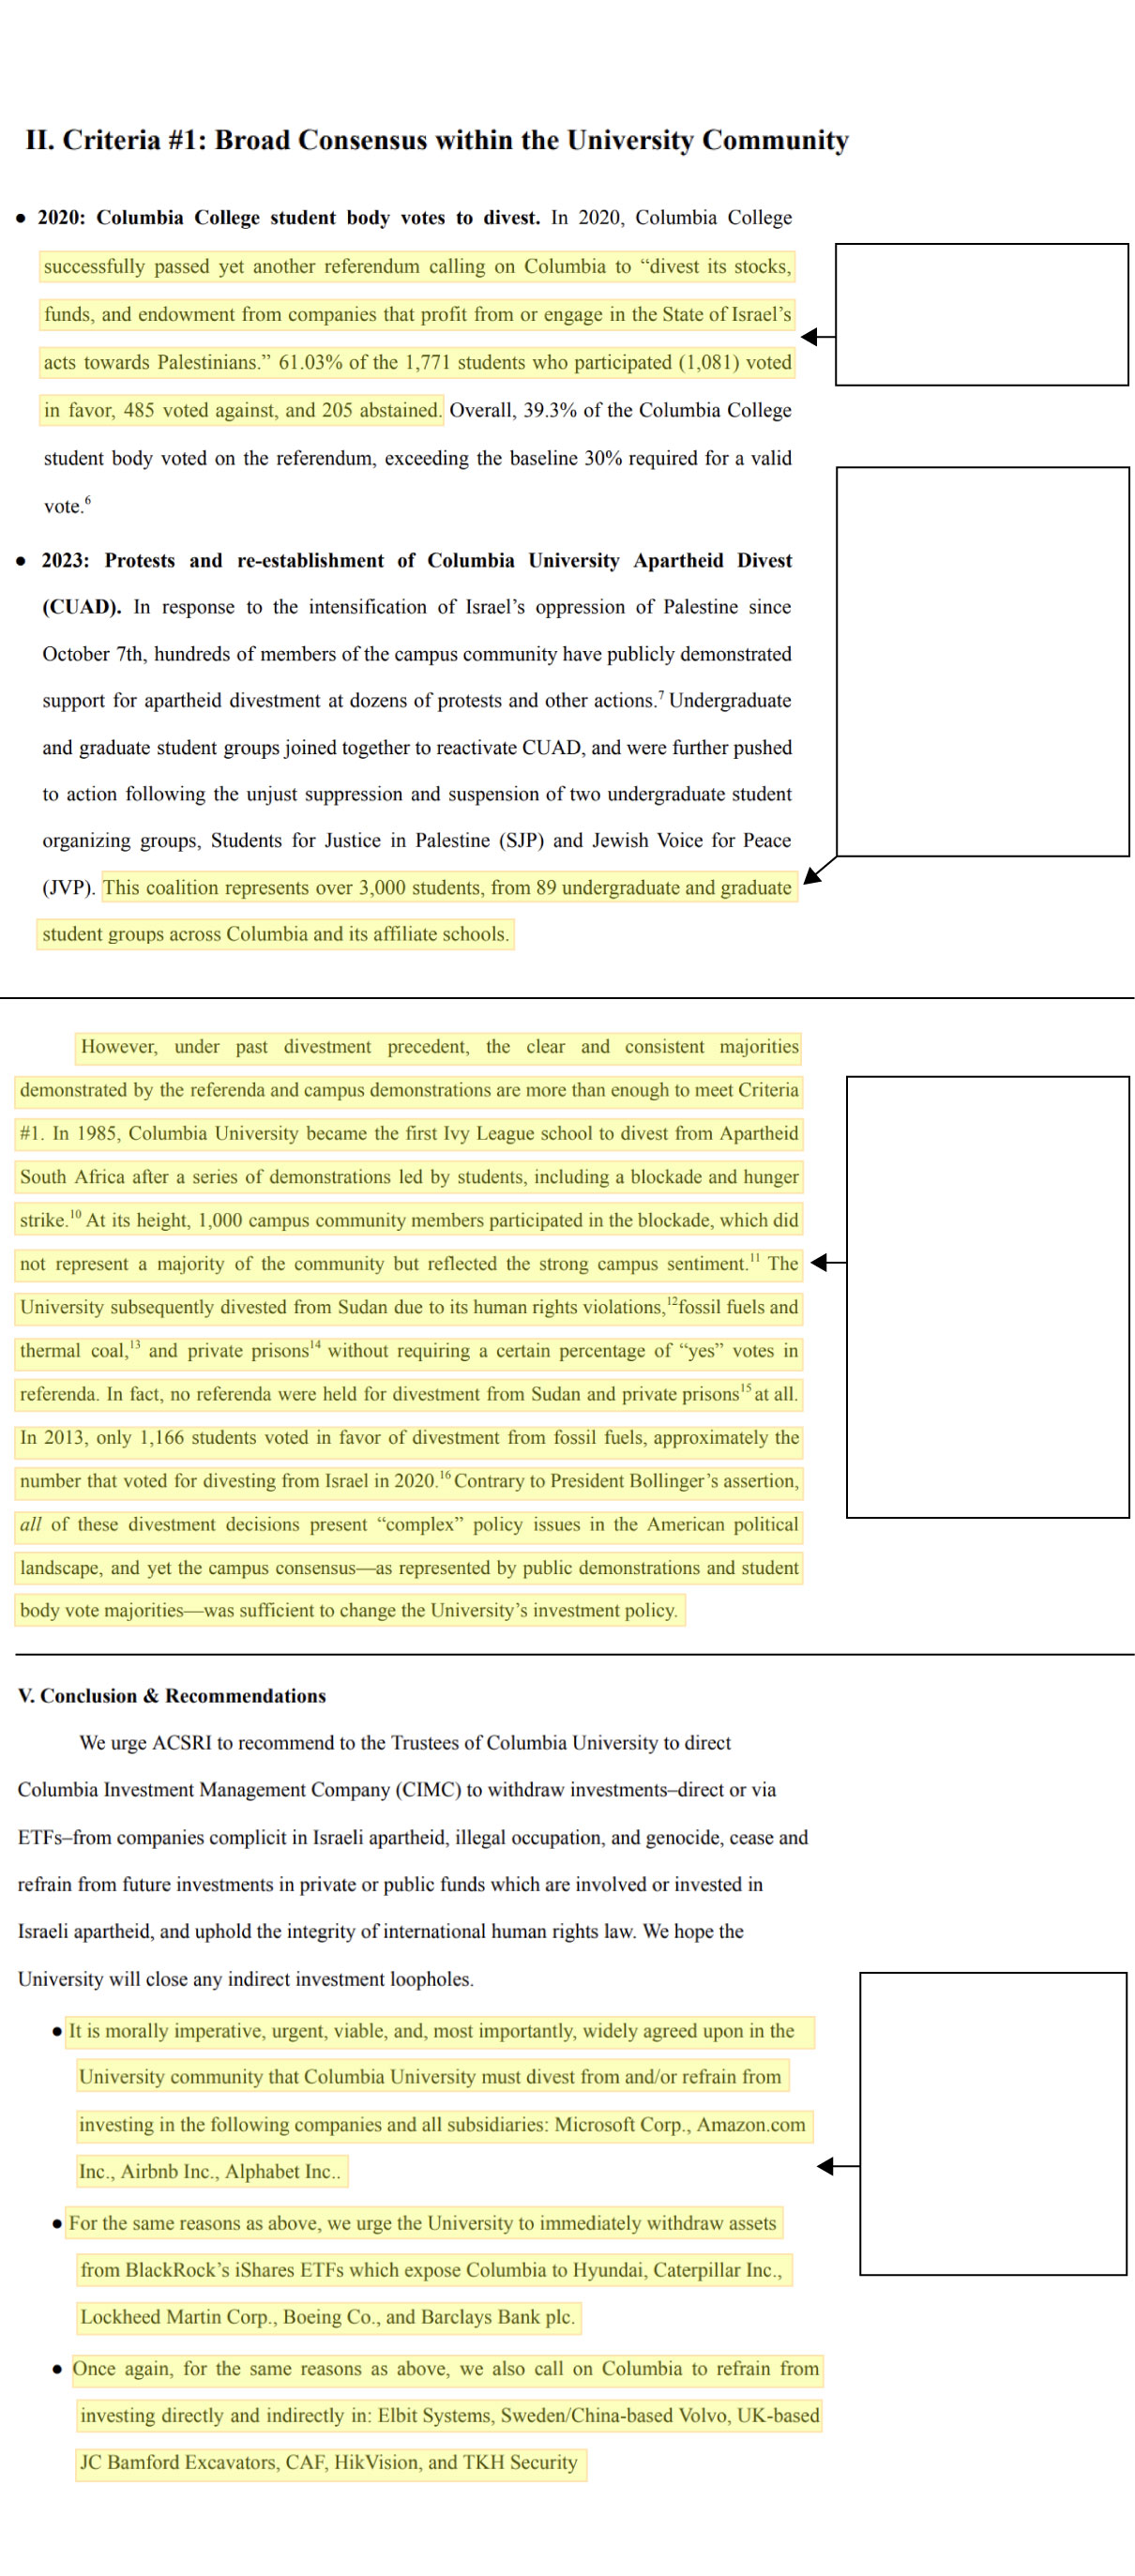 II. Criteria #1: Broad Consensus within the University Community
● 2020: Columbia College student body votes to divest. In 2020, Columbia College
successfully passed yet another referendum calling on Columbia to “divest its stocks,
funds, and endowment from companies that profit from or engage in the State of Israel’s
acts towards Palestinians.” 61.03% of the 1,771 students who participated (1,081) voted
in favor, 485 voted against, and 205 abstained. Overall, 39.3% of the Columbia College
student body voted on the referendum, exceeding the baseline 30% required for a valid
vote.6
● 2023: Protests and re-establishment of Columbia University Apartheid Divest
(CUAD). In response to the intensification of Israel’s oppression of Palestine since
October 7th, hundreds of members of the campus community have publicly demonstrated
support for apartheid divestment at dozens of protests and other actions.7 Undergraduate
and graduate student groups joined together to reactivate CUAD, and were further pushed
to action following the unjust suppression and suspension of two undergraduate student
organizing groups, Students for Justice in Palestine (SJP) and Jewish Voice for Peace
(JVP). This coalition represents over 3,000 students, from 89 undergraduate and graduate
student groups across Columbia and its affiliate schools.
However, under past divestment precedent, the clear and consistent majorities
demonstrated by the referenda and campus demonstrations are more than enough to meet Criteria
#1. In 1985, Columbia University became the first Ivy League school to divest from Apartheid
South Africa after a series of demonstrations led by students, including a blockade and hunger
strike.10 At its height, 1,000 campus community members participated in the blockade, which did
not represent a majority of the community but reflected the strong campus sentiment.11 The
University subsequently divested from Sudan due to its human rights violations,12fossil fuels and
thermal coal,13 and private prisons14 without requiring a certain percentage of “yes” votes in
referenda. In fact, no referenda were held for divestment from Sudan and private prisons15 at all.
In 2013, only 1,166 students voted in favor of divestment from fossil fuels, approximately the
number that voted for divesting from Israel in 2020.16 Contrary to President Bollinger’s assertion,
all of these divestment decisions present “complex” policy issues in the American political
landscape, and yet the campus consensus—as represented by public demonstrations and student
body vote majorities—was sufficient to change the University’s investment policy.
V. Conclusion & Recommendations
We urge ACSRI to recommend to the Trustees of Columbia University to direct
Columbia Investment Management Company (CIMC) to withdraw investments–direct or via
ETFs–from companies complicit in Israeli apartheid, illegal occupation, and genocide, cease and
refrain from future investments in private or public funds which are involved or invested in
Israeli apartheid, and uphold the integrity of international human rights law. We hope the
University will close any indirect investment loopholes.
● It is morally imperative, urgent, viable, and, most importantly, widely agreed upon in the
University community that Columbia University must divest from and/or refrain from
investing in the following companies and all subsidiaries: Microsoft Corp., Amazon.com
Inc., Airbnb Inc., Alphabet Inc..
● For the same reasons as above, we urge the University to immediately withdraw assets
from BlackRock’s iShares ETFs which expose Columbia to Hyundai, Caterpillar Inc.,
Lockheed Martin Corp., Boeing Co., and Barclays Bank plc.
● Once again, for the same reasons as above, we also call on Columbia to refrain from
investing directly and indirectly in: Elbit Systems, Sweden/China-based Volvo, UK-based
JC Bamford Excavators, CAF, HikVision, and TKH Security